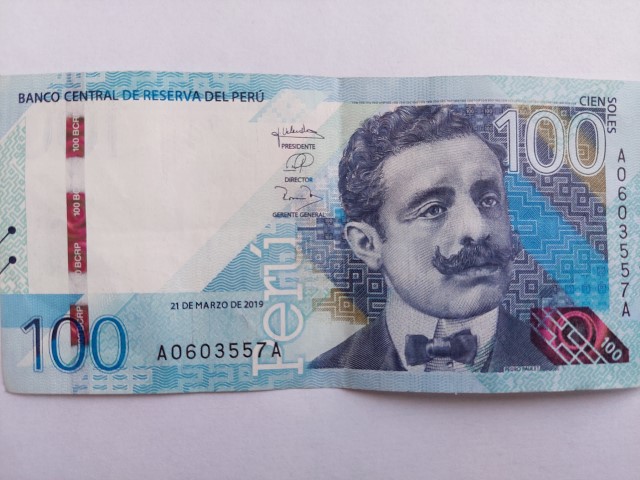 BANCO CENTRAL DE RESERVA DEL PERÚ
100
100 BCRP
100 BCRP
100 BC
100 BCRP
A0603557A
21 DE MARZO DE 2019
PRESIDENTE
DIRECTOR
GERENTE GENERAL
Perú
100
CIEN
SOLES
100
A0603557A